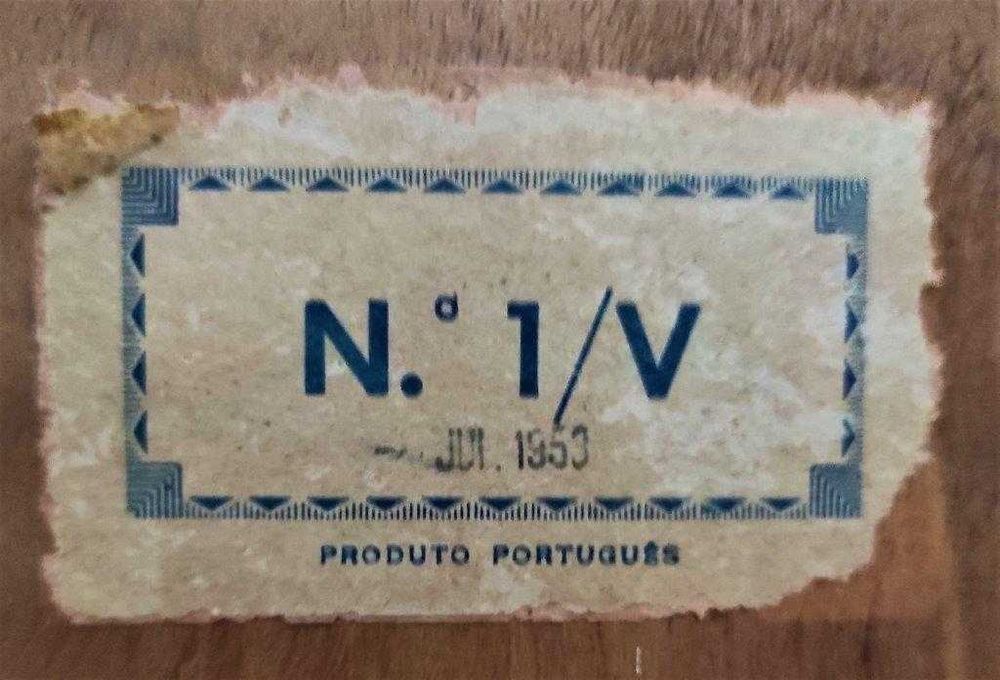 N.º 1/V
JUL. 1953
PRODUTO PORTUGUÊS